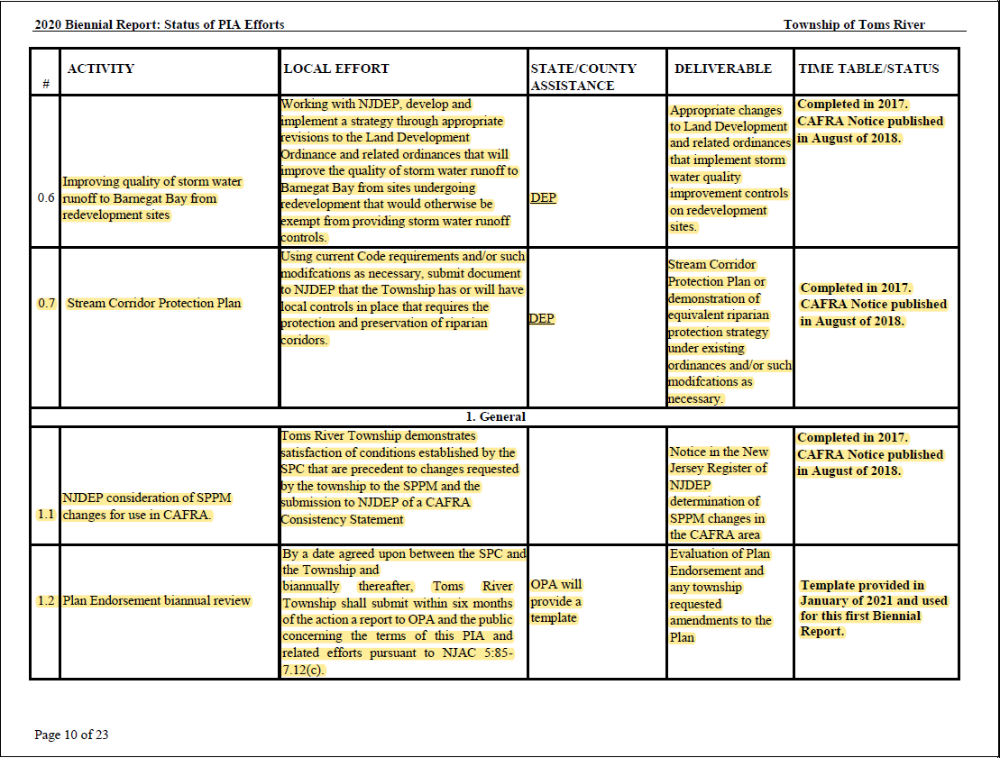 2020 Biennial Report: Status of PIA Efforts
Township of Toms River
#
ACTIVITY
LOCAL EFFORT
STATE/COUNTY
ASSISTANCE
DELIVERABLE
TIME TABLE/STATUS
0.6
Improving quality of storm water
runoff to Barnegat Bay from
redevelopment sites
Working with NJDEP, develop and
implement a strategy through appropriate
revisions to the Land Development
Ordinance and related ordinances that will
improve the quality of storm water runoff to
Barnegat Bay from sites undergoing
redevelopment that would otherwise be
exempt from providing storm water runoff
controls.
DEP
Appropriate changes
to Land Development
and related ordinances
that implement storm
water quality
improvement controls
on redevelopment
sites.
Completed in 2017.
CAFRA Notice published
in August of 2018.
0.7
Stream Corridor Protection Plan
Using current Code requirements and/or such
modifcations as necessary, submit document
to NJDEP that the Township has or will have
local controls in place that requires the
protection and preservation of riparian
coridors.
DEP
Stream Corridor
Protection Plan or
demonstration of
equivalent riparian
protection strategy
under existing
ordinances and/or such
modifcations as
necessary.
Completed in 2017.
CAFRA Notice published
in August of 2018.
1. General
1.1
NJDEP consideration of SPPM
changes for use in CAFRA.
Toms River Township demonstrates
satisfaction of conditions established by the
SPC that are precedent to changes requested
by the township to the SPPM and the
submission to NJDEP of a CAFRA
Consistency Statement
Notice in the New
Jersey Register of
NJDEP
determination of
SPPM changes in
the CAFRA area
Completed in 2017.
CAFRA Notice published
in August of 2018.
1.2
Plan Endorsement biannual review
By a date agreed upon between the SPC and
the Township and
biannually thereafter, Toms River
Township shall submit within six months
of the action a report to OPA and the public
concerning the terms of this PIA and
related efforts pursuant to NJAC 5:85-
7.12(c).
OPA will
provide a
template
Evaluation of Plan
Endorsement and
any township
requested
amendments to the
Plan
Template provided in
January of 2021 and used
for this first Biennial
Report.
Page 10 of 23